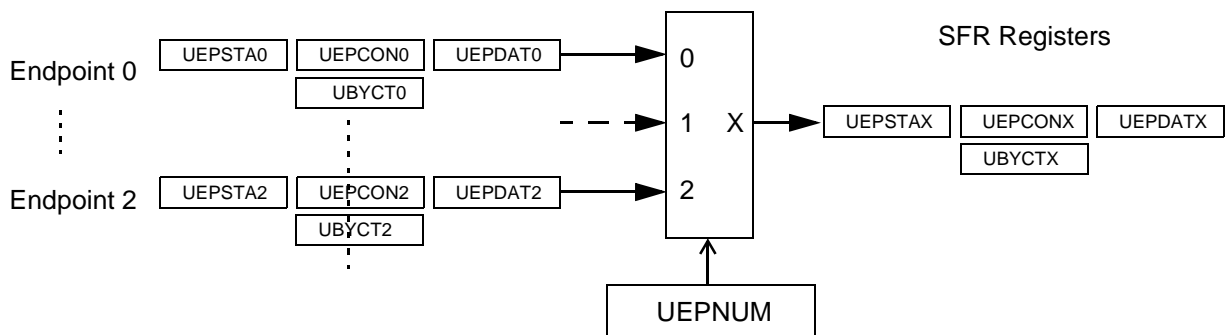 SFR Registers
Endpoint 0
UEPSTA0 UEPCON0 UEPDAT0
UBYCT0
0
1 X
2
UEPSTAX UEPCONX UEPDATX
UBYCTX
Endpoint 2
UEPSTA2 UEPCON2 UEPDAT2
UBYCT2
UEPNUM